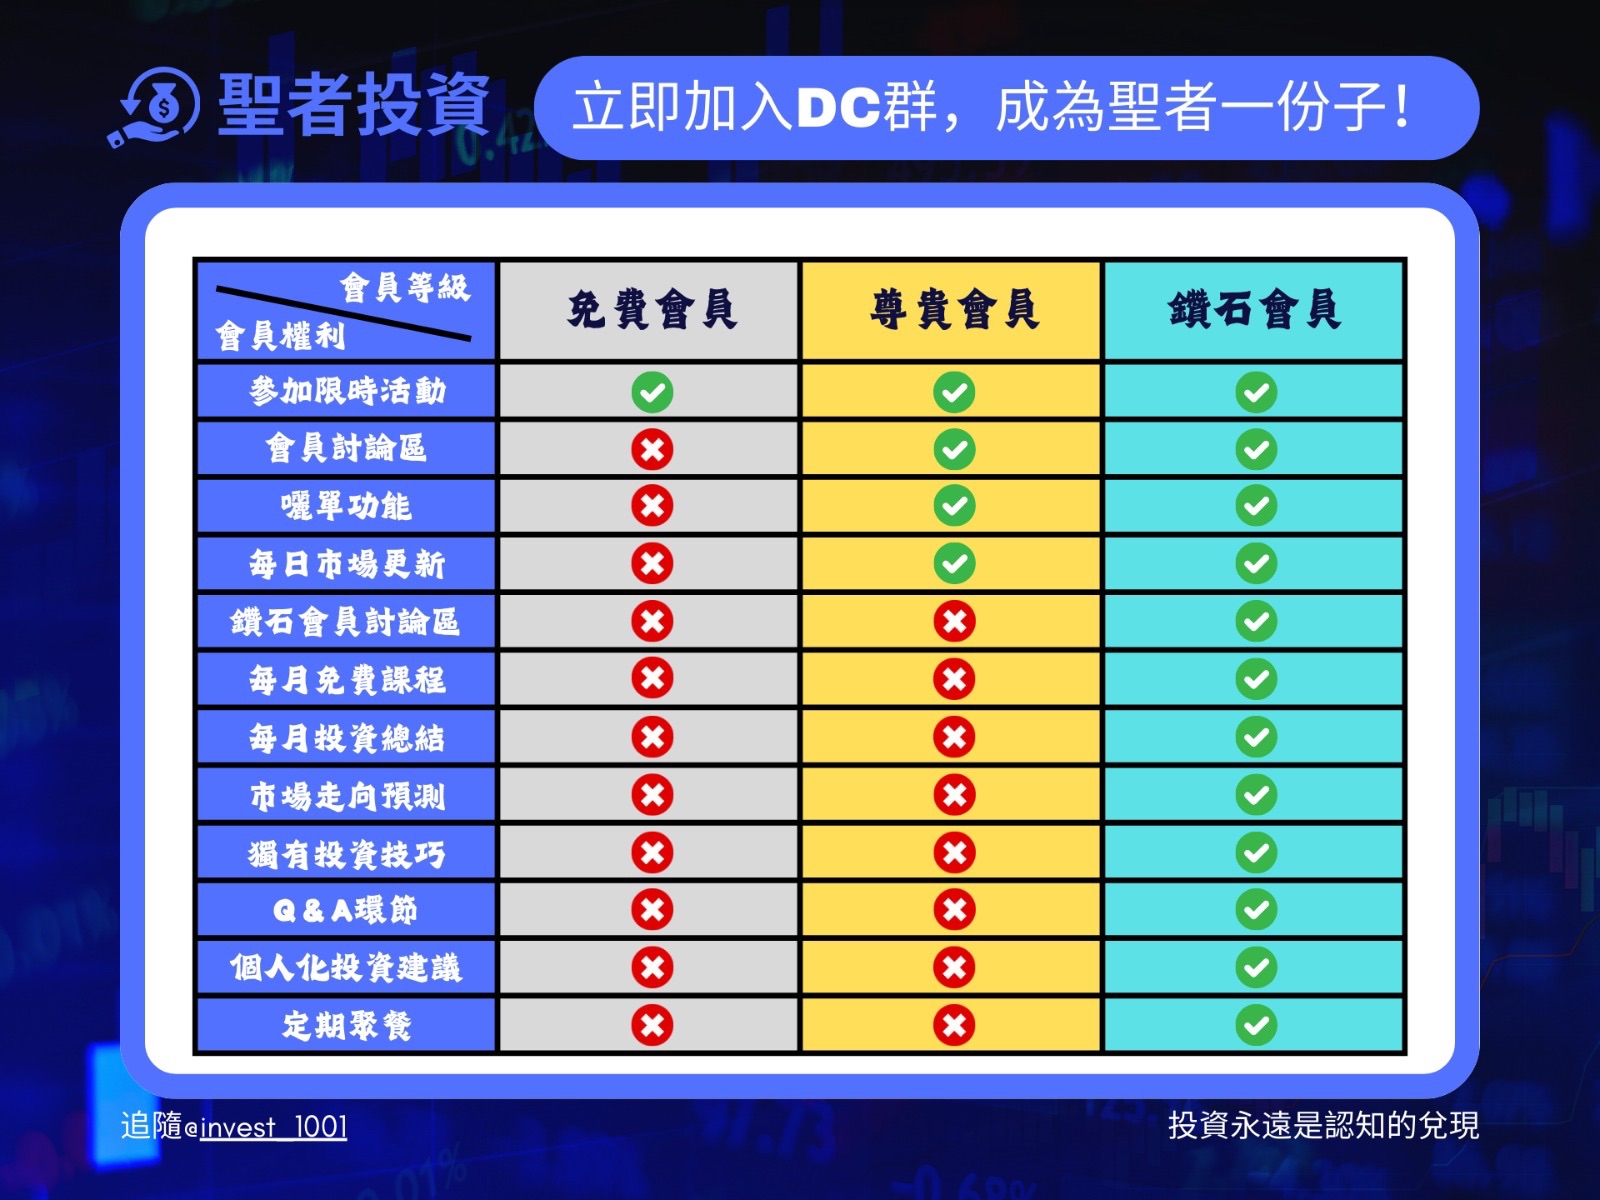 聖者投資
立即加入DC群，成為聖者一份子！
會員等級
會員權利
免費會員
尊貴會員
鑽石會員
參加限時活動
會員討論區
曬單功能
每日市場更新
鑽石會員討論區
每月免費課程
每月投資總結
市場走向預測
獨有投資技巧
Q&A環節
個人化投資建議
定期聚餐
追隨@invest_1001
投資永遠是認知的兌現